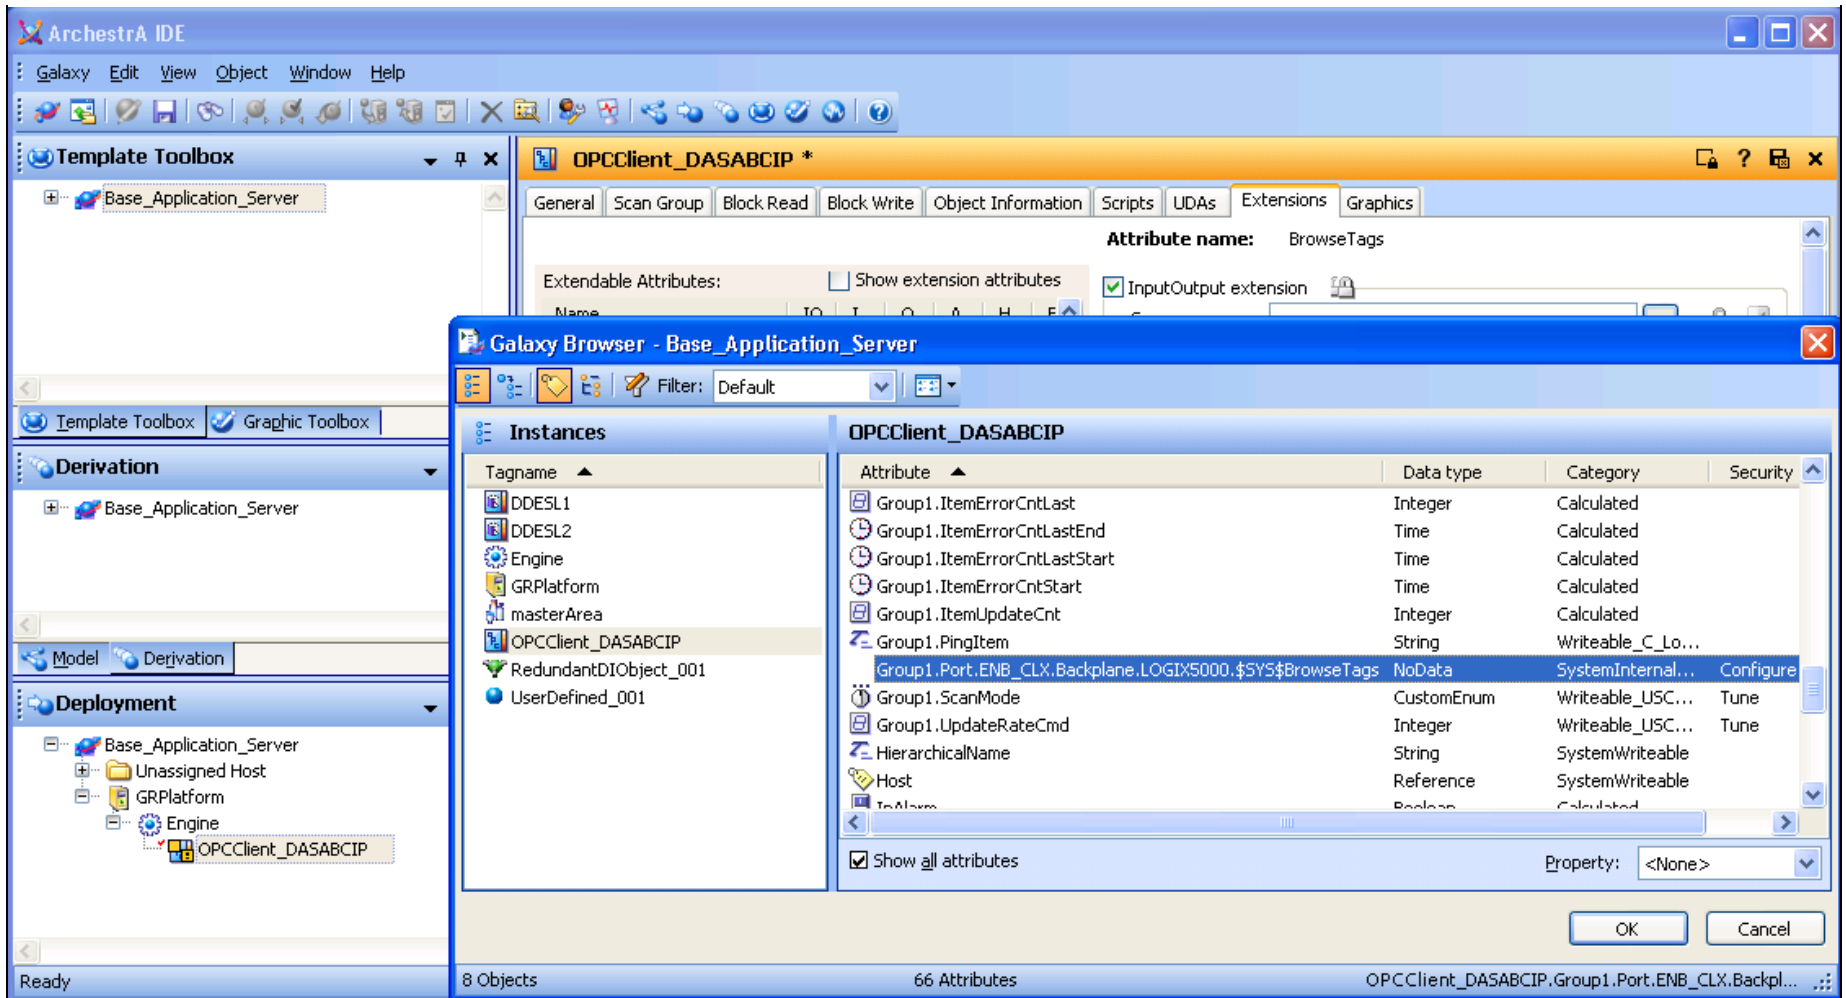 ArchestrA IDE
Galaxy Edit View Object Window Help
Template Toolbox
Base_Application_Server
OPCClient_DASABCIP *
General Scan Group Block Read Block Write Object Information Scripts UDAs Extensions Graphics
Attribute name: BrowseTags
Extendable Attributes: Show extension attributes
InputOutput extension
Name IO I O A H
Template Toolbox Graphic Toolbox
Derivation
Base_Application_Server
Model Derivation
Deployment
Base_Application_Server
Unassigned Host
GRPlatform
Engine
OPCClient_DASABCIP
Ready
Galaxy Browser - Base_Application_Server
Filter: Default
Instances
Tagname
DDESL1
DDESL2
Engine
GRPlatform
masterArea
OPCClient_DASABCIP
RedundantDIObject_001
UserDefined_001
OPCClient_DASABCIP
Attribute Data type Category Security
Group1.ItemErrorCntLast Integer Calculated
Group1.ItemErrorCntLastEnd Time Calculated
Group1.ItemErrorCntLastStart Time Calculated
Group1.ItemErrorCntStart Time Calculated
Group1.ItemUpdateCnt Integer Calculated
Group1.PingItem String Writeable_C_Lo...
Group1.Port.ENB_CLX.Backplane.LOGIX5000.$SYS$BrowseTags NoData SystemInternal... Configure
Group1.ScanMode CustomEnum Writeable_USC... Tune
Group1.UpdateRateCmd Integer Writeable_USC... Tune
HierarchicalName String SystemWriteable
Host Reference SystemWriteable
InAlarm Boolean Calculated
Show all attributes
Property: <None>
OK Cancel
8 Objects 66 Attributes OPCClient_DASABCIP.Group1.Port.ENB_CLX.Backpl...